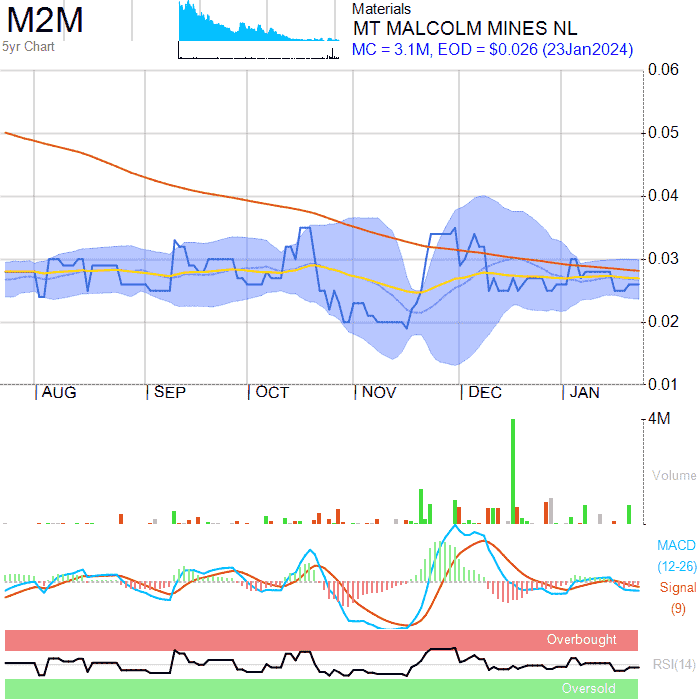 M2M
5yr Chart
Materials
MT MALCOLM MINES NL
MC = 3.1M, EOD = $0.026 (23Jan2024)
0.06
0.05
0.04
0.03
0.02
0.01
AUG SEP OCT NOV DEC JAN
4M
Volume
MACD
(12-26)
Signal
(9)
Overbought
RSI(14)
Oversold